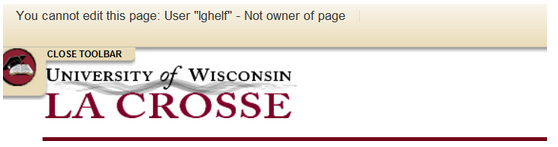 You cannot edit this page: User "lghelf" - Not owner of page
CLOSE TOOLBAR
UNIVERSITY of WISCONSIN
LA CROSSE